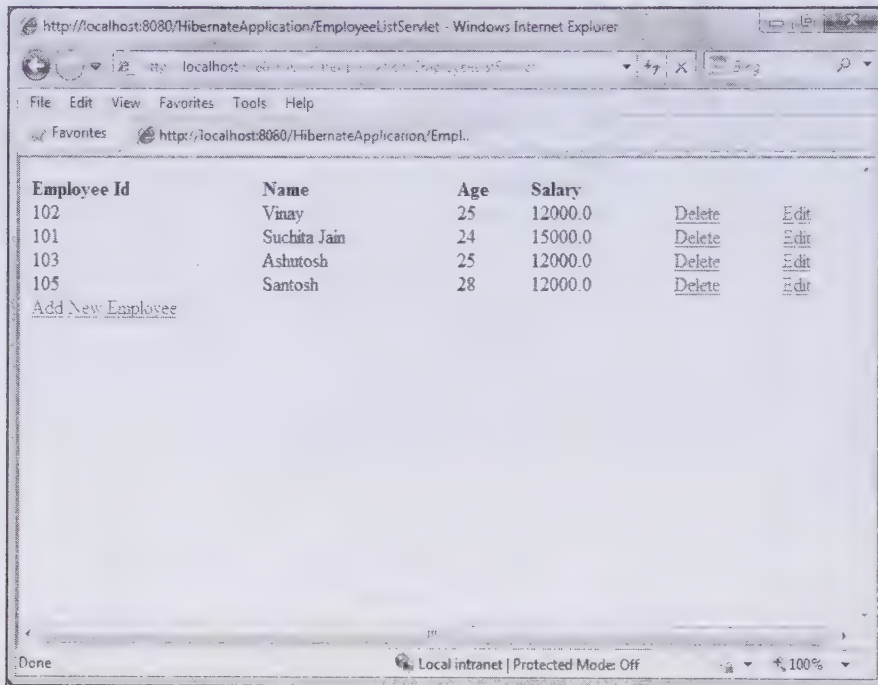 http://localhost:8080/HibernateApplication/EmployeeListServlet - Windows Internet Explorer
localhost
File Edit View Favorites Tools Help
Favorites http://localhost:8080/HibernateApplication/Empl..
Employee Id Name Age Salary
102 Vinay 25 12000.0 Delete Edit
101 Suchita Jain 24 15000.0 Delete Edit
103 Ashutosh 25 12000.0 Delete Edit
105 Santosh 28 12000.0 Delete Edit
Add New Employee
Done Local intranet | Protected Mode: Off 100%